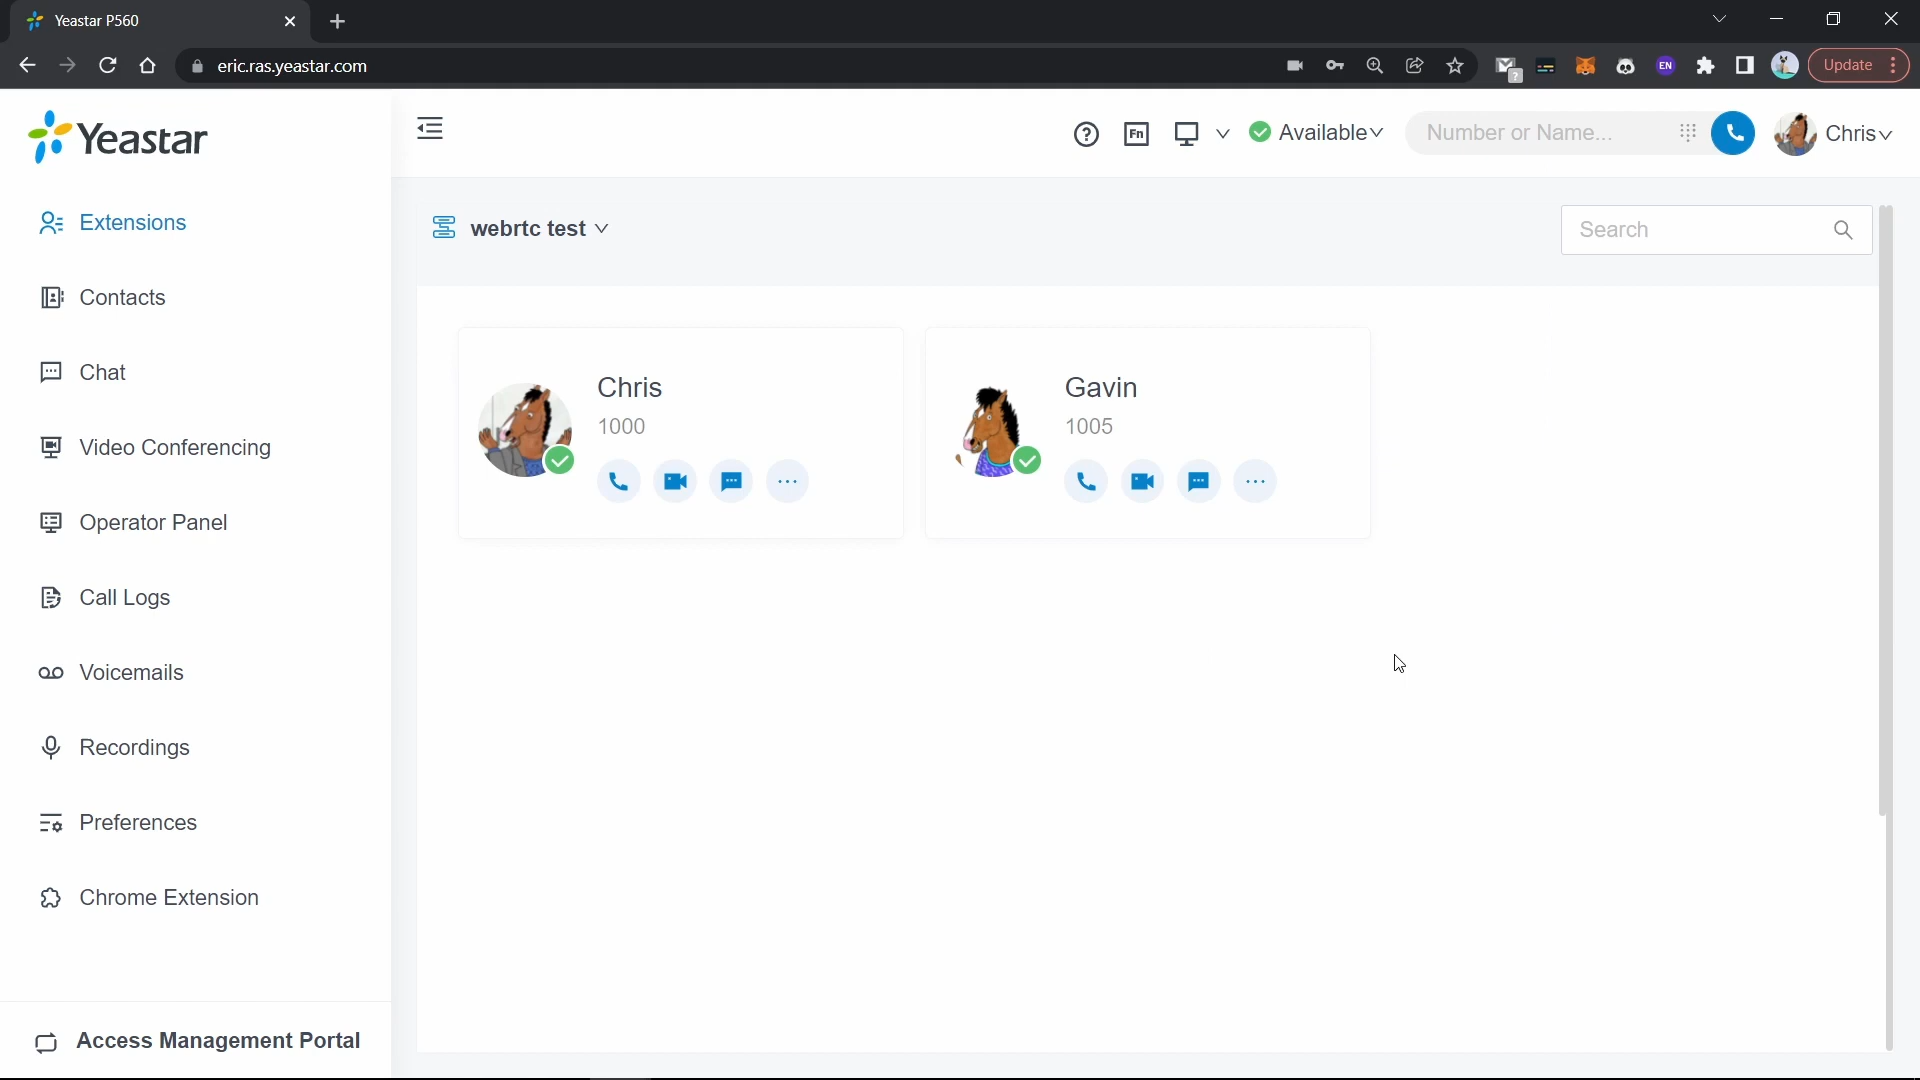 Yeastar P560
eric.ras.yeastar.com
?
EN
Update
Yeastar
Fn
Available
Number or Name...
Chris
Extensions
Contacts
Chat
Video Conferencing
Operator Panel
Call Logs
Voicemails
Recordings
Preferences
Chrome Extension
Access Management Portal
webrtc test
Search
Chris
1000
Gavin
1005